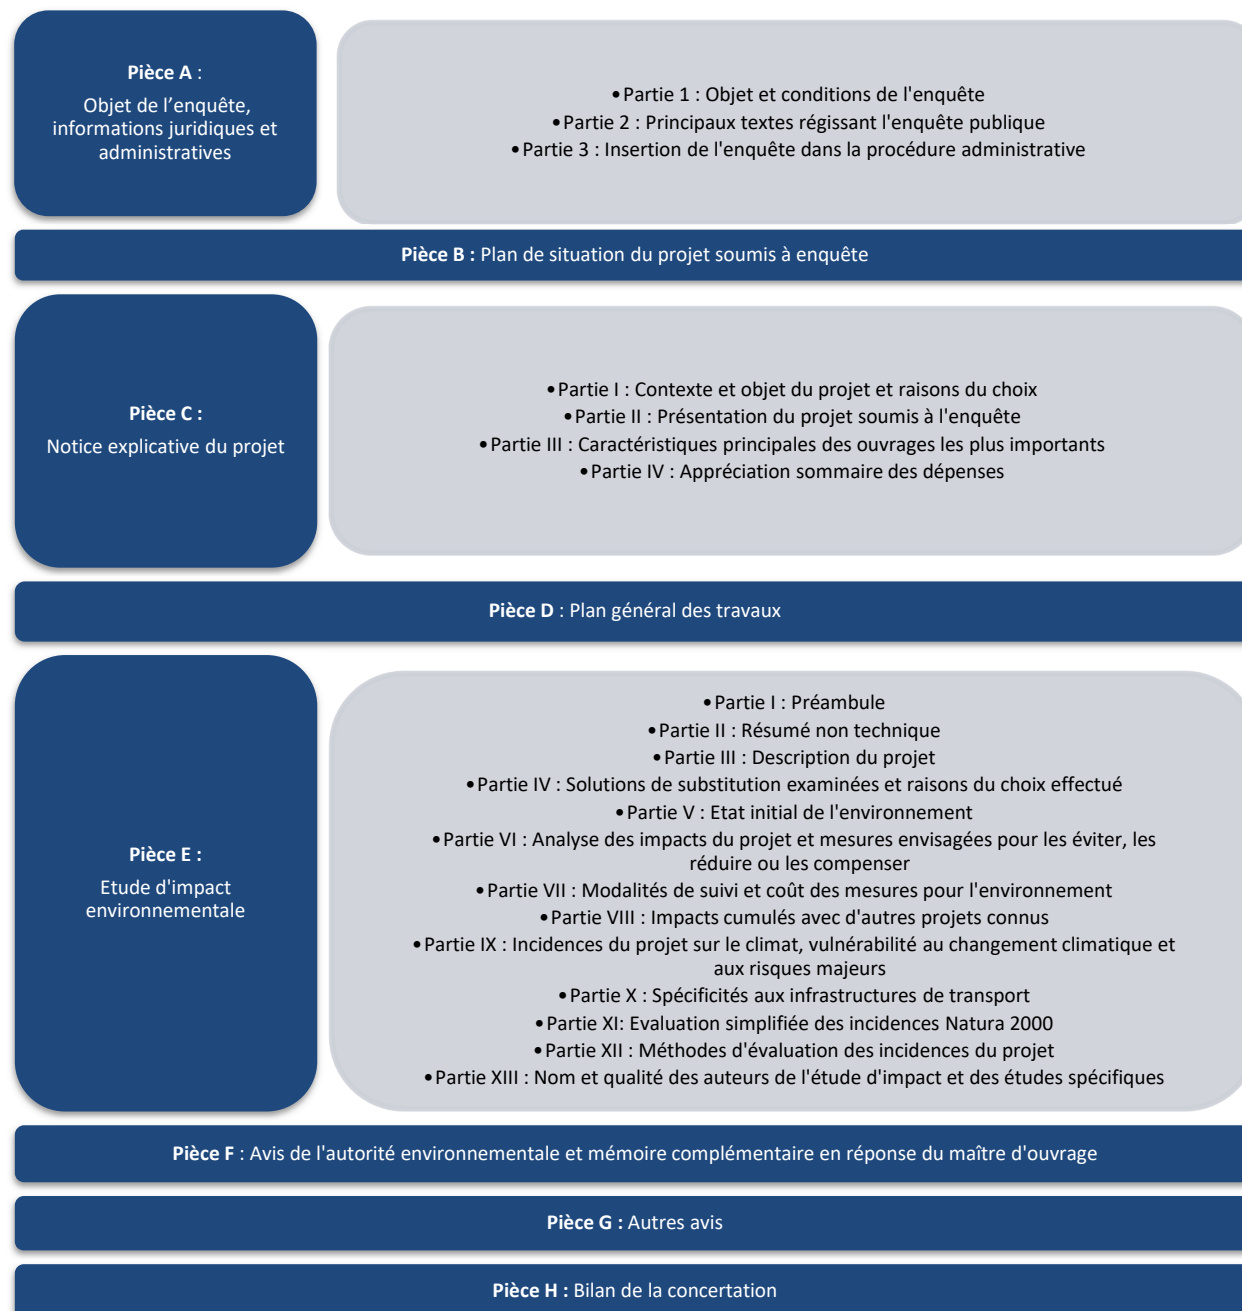 Pièce A :
Objet de l’enquête,
informations juridiques et
administratives
•Partie 1 : Objet et conditions de l'enquête
•Partie 2 : Principaux textes régissant l'enquête publique
•Partie 3 : Insertion de l'enquête dans la procédure administrative
Pièce B : Plan de situation du projet soumis à enquête
Pièce C :
Notice explicative du projet
•Partie I : Contexte et objet du projet et raisons du choix
•Partie II : Présentation du projet soumis à l'enquête
•Partie III : Caractéristiques principales des ouvrages les plus importants
•Partie IV : Appréciation sommaire des dépenses
Pièce D : Plan général des travaux
Pièce E :
Etude d'impact
environnementale
•Partie I : Préambule
•Partie II : Résumé non technique
•Partie III : Description du projet
•Partie IV : Solutions de substitution examinées et raisons du choix effectué
•Partie V : Etat initial de l'environnement
•Partie VI : Analyse des impacts du projet et mesures envisagées pour les éviter, les
réduire ou les compenser
•Partie VII : Modalités de suivi et coût des mesures pour l'environnement
•Partie VIII : Impacts cumulés avec d'autres projets connus
•Partie IX : Incidences du projet sur le climat, vulnérabilité au changement climatique et
aux risques majeurs
•Partie X : Spécificités aux infrastructures de transport
•Partie XI: Evaluation simplifiée des incidences Natura 2000
•Partie XII : Méthodes d'évaluation des incidences du projet
•Partie XIII : Nom et qualité des auteurs de l'étude d'impact et des études spécifiques
Pièce F : Avis de l'autorité environnementale et mémoire complémentaire en réponse du maître d'ouvrage
Pièce G : Autres avis
Pièce H : Bilan de la concertation